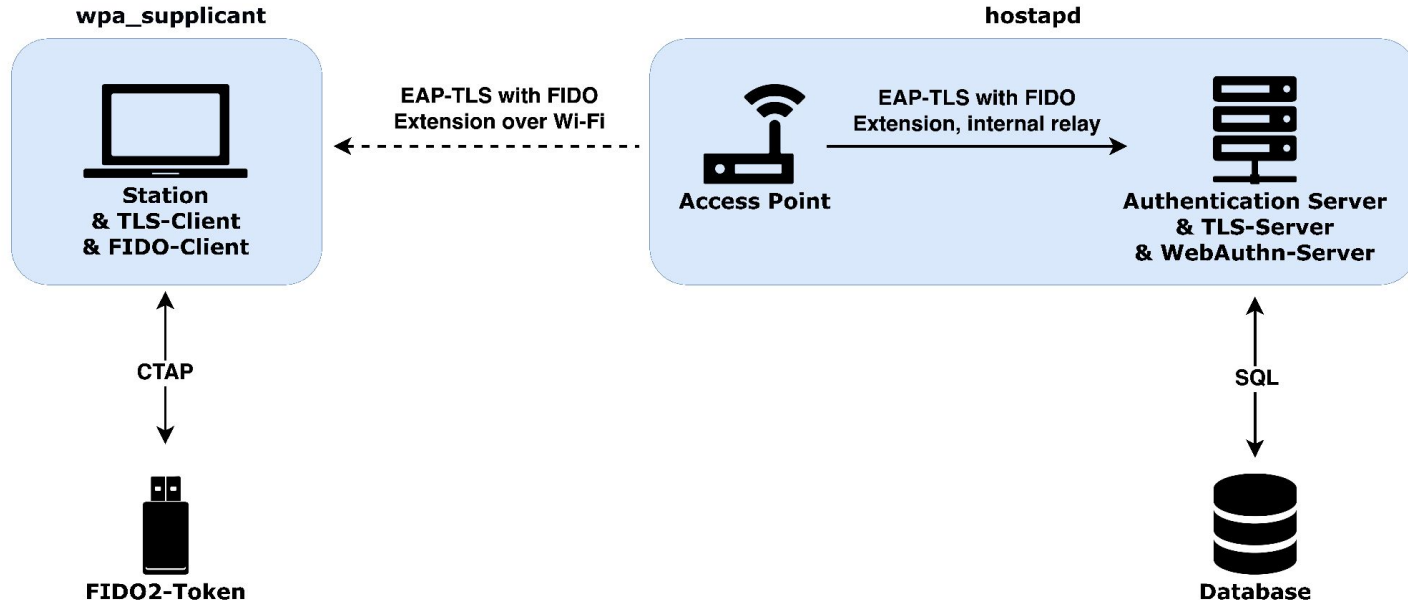 wpa_supplicant
hostapd
EAP-TLS with FIDO
Extension over Wi-Fi
EAP-TLS with FIDO
Extension, internal relay
Station
& TLS-Client
& FIDO-Client
Access Point
Authentication Server
& TLS-Server
& WebAuthn-Server
CTAP
SQL
FIDO2-Token
Database